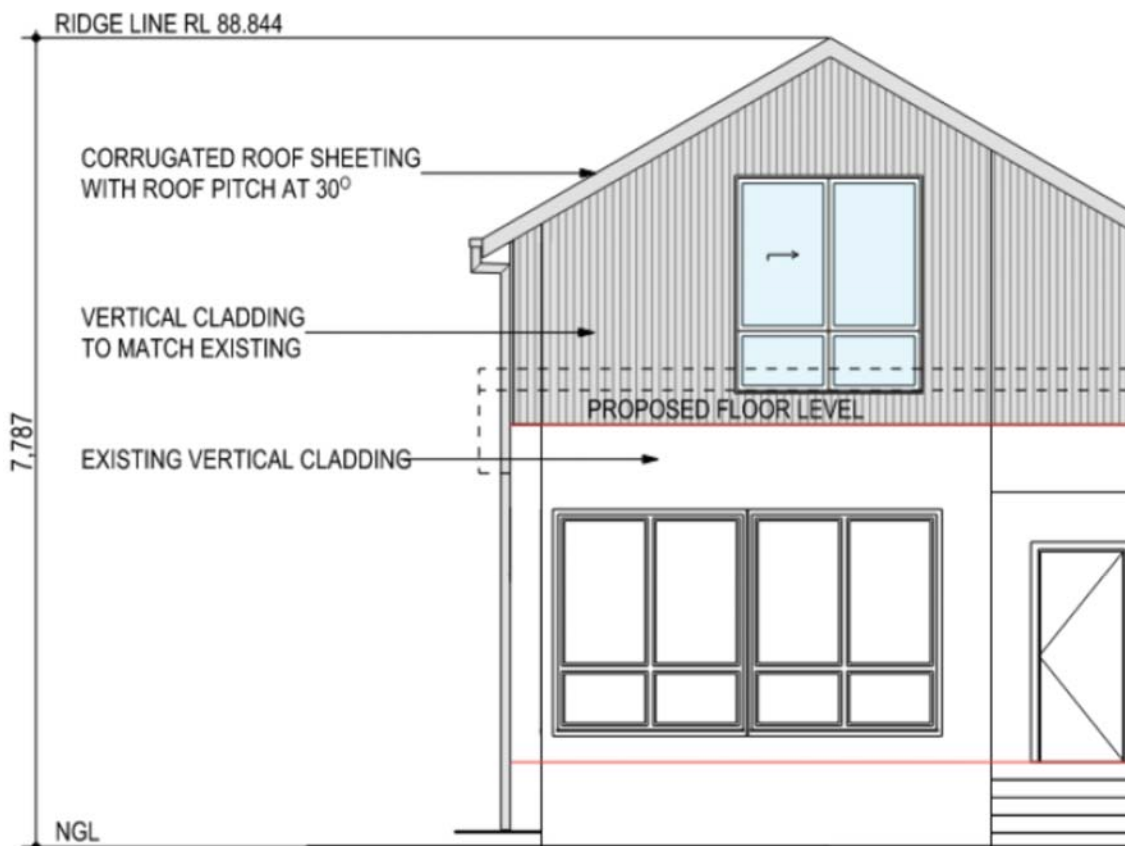 RIDGE LINE RL 88.844
CORRUGATED ROOF SHEETING
WITH ROOF PITCH AT 30°
VERTICAL CLADDING
TO MATCH EXISTING
PROPOSED FLOOR LEVEL
7,787
EXISTING VERTICAL CLADDING
NGL